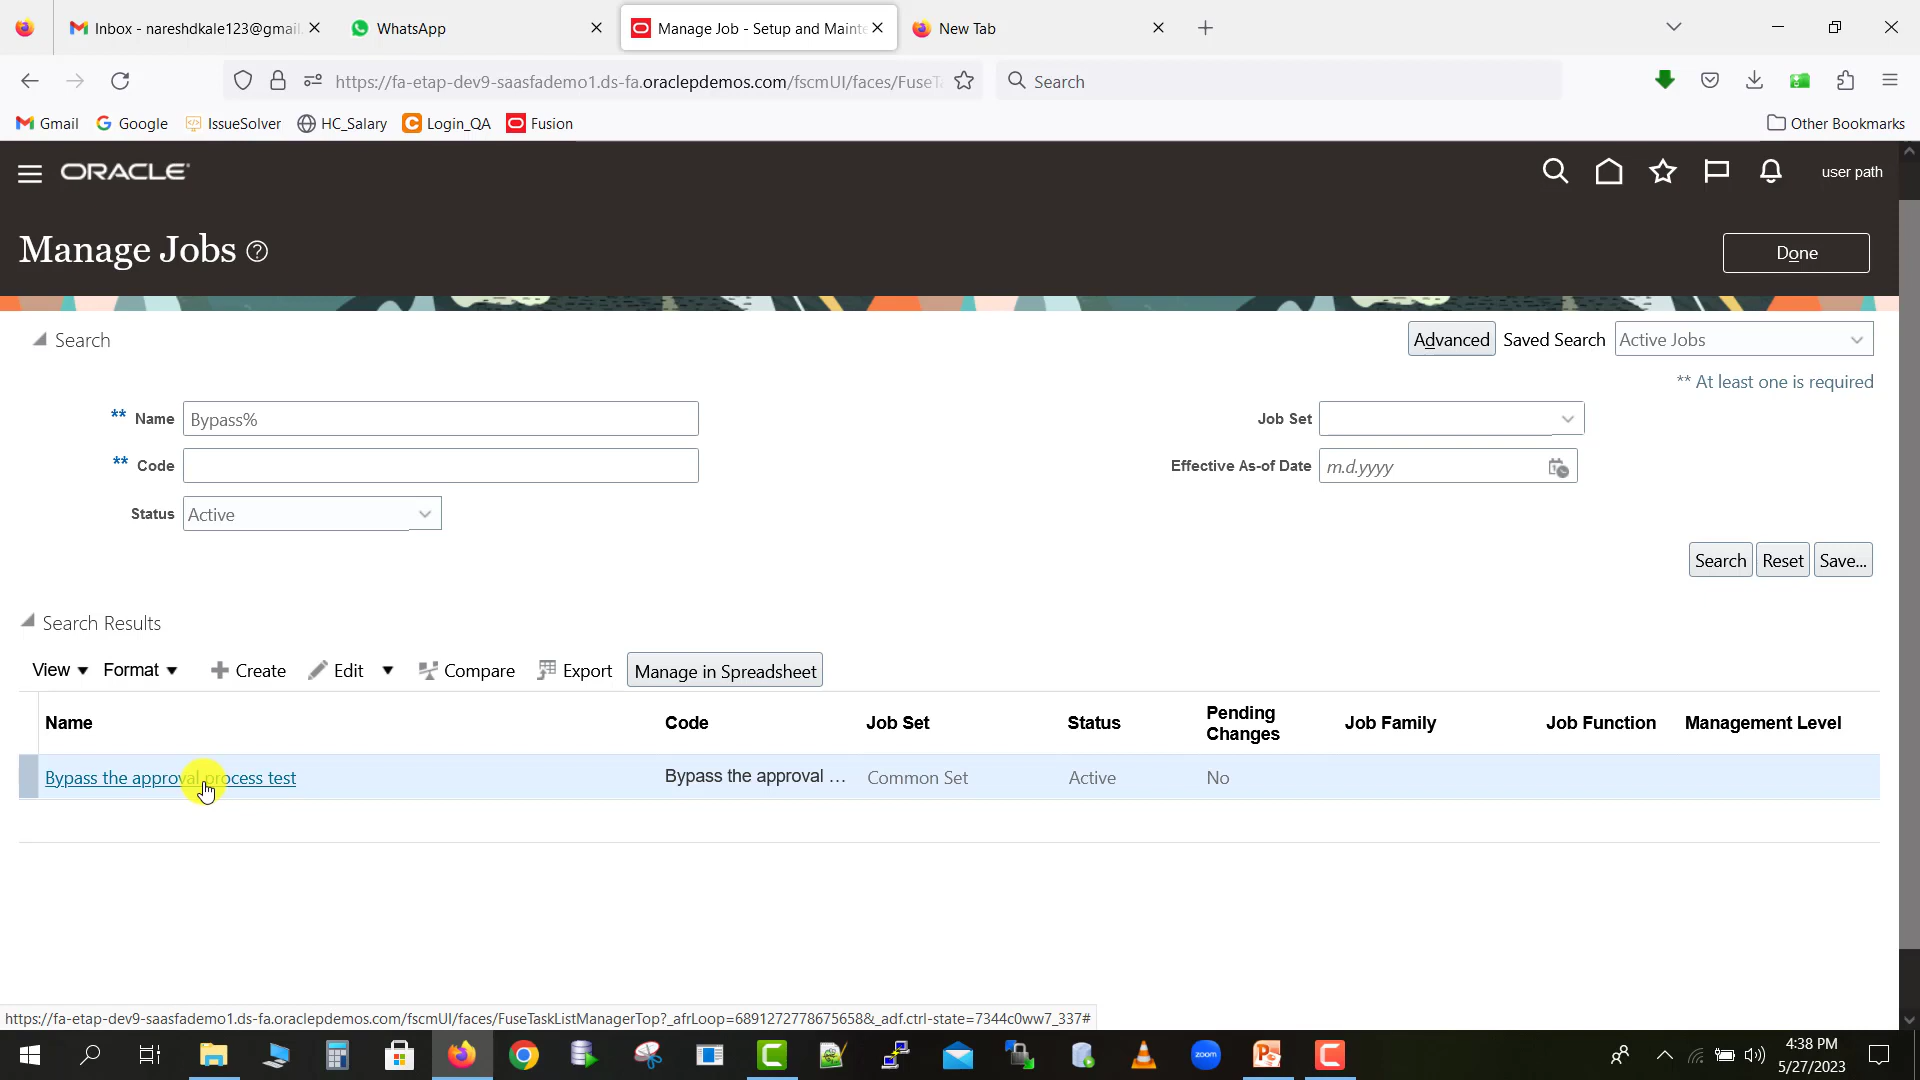 Inbox - nareshdkale123@gmail.
WhatsApp
Manage Job - Setup and Mainte
New Tab
https://fa-etap-dev9-saasfademo1.ds-fa.oraclepdemos.com/fscmUI/faces/FuseTa
Search
Gmail
Google
IssueSolver
HC_Salary
Login_QA
Fusion
Other Bookmarks
ORACLE
user path
Manage Jobs
Done
Search
Advanced
Saved Search
Active Jobs
** At least one is required
** Name
Bypass%
Job Set
** Code
Effective As-of Date
m.d.yyyy
Status
Active
Search
Reset
Save...
Search Results
View
Format
Create
Edit
Compare
Export
Manage in Spreadsheet
Name
Code
Job Set
Status
Pending
Changes
Job Family
Job Function
Management Level
Bypass the approval process test
Bypass the approval ...
Common Set
Active
No
https://fa-etap-dev9-saasfademo1.ds-fa.oraclepdemos.com/fscmUI/faces/FuseTaskListManagerTop?_afrLoop=68912727786756588&_adf.ctrl-state=7344c0ww7_337#
zoom
4:38 PM
5/27/2023